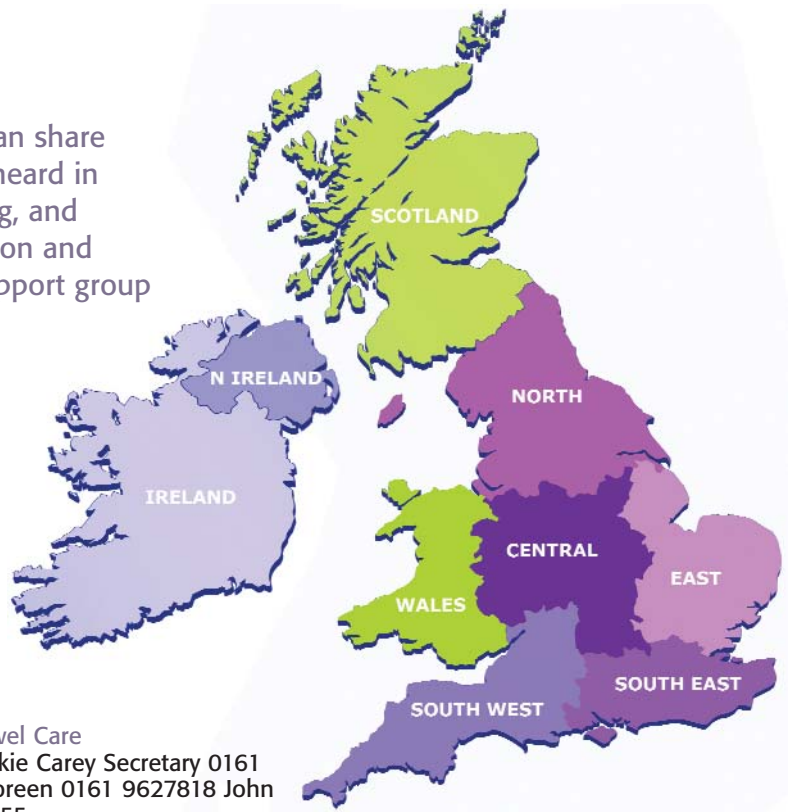 an share
heard in
g, and
on and
pport group
SCOTLAND
N IRELAND
NORTH
IRELAND
CENTRAL
EAST
WALES
SOUTH EAST
SOUTH WEST
vel Care
kie Carey Secretary 0161
oreen 0161 9627818 John